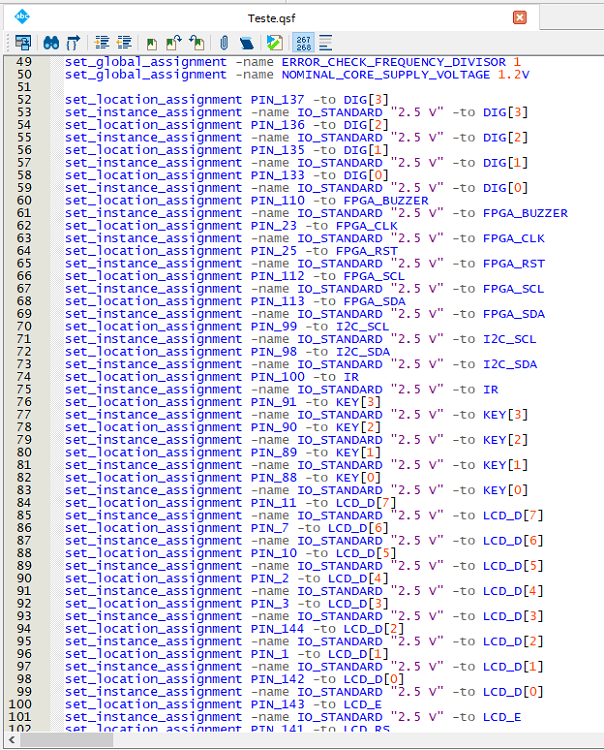 abc
Teste.qsf
267
268
49 set_global_assignment -name ERROR_CHECK_FREQUENCY_DIVISOR 1
50 set_global_assignment -name NOMINAL_CORE_SUPPLY_VOLTAGE 1.2V
51
52 set_location_assignment PIN_137 -to DIG[3]
53 set_instance_assignment -name IO_STANDARD "2.5 V" -to DIG[3]
54 set_location_assignment PIN_136 -to DIG[2]
55 set_instance_assignment -name IO_STANDARD "2.5 V" -to DIG[2]
56 set_location_assignment PIN_135 -to DIG[1]
57 set_instance_assignment -name IO_STANDARD "2.5 V" -to DIG[1]
58 set_location_assignment PIN_133 -to DIG[0]
59 set_instance_assignment -name IO_STANDARD "2.5 V" -to DIG[0]
60 set_location_assignment PIN_110 -to FPGA_BUZZER
61 set_instance_assignment -name IO_STANDARD "2.5 V" -to FPGA_BUZZER
62 set_location_assignment PIN_23 -to FPGA_CLK
63 set_instance_assignment -name IO_STANDARD "2.5 V" -to FPGA_CLK
64 set_location_assignment PIN_25 -to FPGA_RST
65 set_instance_assignment -name IO_STANDARD "2.5 V" -to FPGA_RST
66 set_location_assignment PIN_112 -to FPGA_SCL
67 set_instance_assignment -name IO_STANDARD "2.5 V" -to FPGA_SCL
68 set_location_assignment PIN_113 -to FPGA_SDA
69 set_instance_assignment -name IO_STANDARD "2.5 V" -to FPGA_SDA
70 set_location_assignment PIN_99 -to I2C_SCL
71 set_instance_assignment -name IO_STANDARD "2.5 V" -to I2C_SCL
72 set_location_assignment PIN_98 -to I2C_SDA
73 set_instance_assignment -name IO_STANDARD "2.5 V" -to I2C_SDA
74 set_location_assignment PIN_100 -to IR
75 set_instance_assignment -name IO_STANDARD "2.5 V" -to IR
76 set_location_assignment PIN_91 -to KEY[3]
77 set_instance_assignment -name IO_STANDARD "2.5 V" -to KEY[3]
78 set_location_assignment PIN_90 -to KEY[2]
79 set_instance_assignment -name IO_STANDARD "2.5 V" -to KEY[2]
80 set_location_assignment PIN_89 -to KEY[1]
81 set_instance_assignment -name IO_STANDARD "2.5 V" -to KEY[1]
82 set_location_assignment PIN_88 -to KEY[0]
83 set_instance_assignment -name IO_STANDARD "2.5 V" -to KEY[0]
84 set_location_assignment PIN_11 -to LCD_D[7]
85 set_instance_assignment -name IO_STANDARD "2.5 V" -to LCD_D[7]
86 set_location_assignment PIN_7 -to LCD_D[6]
87 set_instance_assignment -name IO_STANDARD "2.5 V" -to LCD_D[6]
88 set_location_assignment PIN_10 -to LCD_D[5]
89 set_instance_assignment -name IO_STANDARD "2.5 V" -to LCD_D[5]
90 set_location_assignment PIN_2 -to LCD_D[4]
91 set_instance_assignment -name IO_STANDARD "2.5 V" -to LCD_D[4]
92 set_location_assignment PIN_3 -to LCD_D[3]
93 set_instance_assignment -name IO_STANDARD "2.5 V" -to LCD_D[3]
94 set_location_assignment PIN_144 -to LCD_D[2]
95 set_instance_assignment -name IO_STANDARD "2.5 V" -to LCD_D[2]
96 set_location_assignment PIN_1 -to LCD_D[1]
97 set_instance_assignment -name IO_STANDARD "2.5 V" -to LCD_D[1]
98 set_location_assignment PIN_142 -to LCD_D[0]
99 set_instance_assignment -name IO_STANDARD "2.5 V" -to LCD_D[0]
100 set_location_assignment PIN_143 -to LCD_E
101 set_instance_assignment -name IO_STANDARD "2.5 V" -to LCD_E
102 set_location_assignment PIN_141 -to LCD_RS